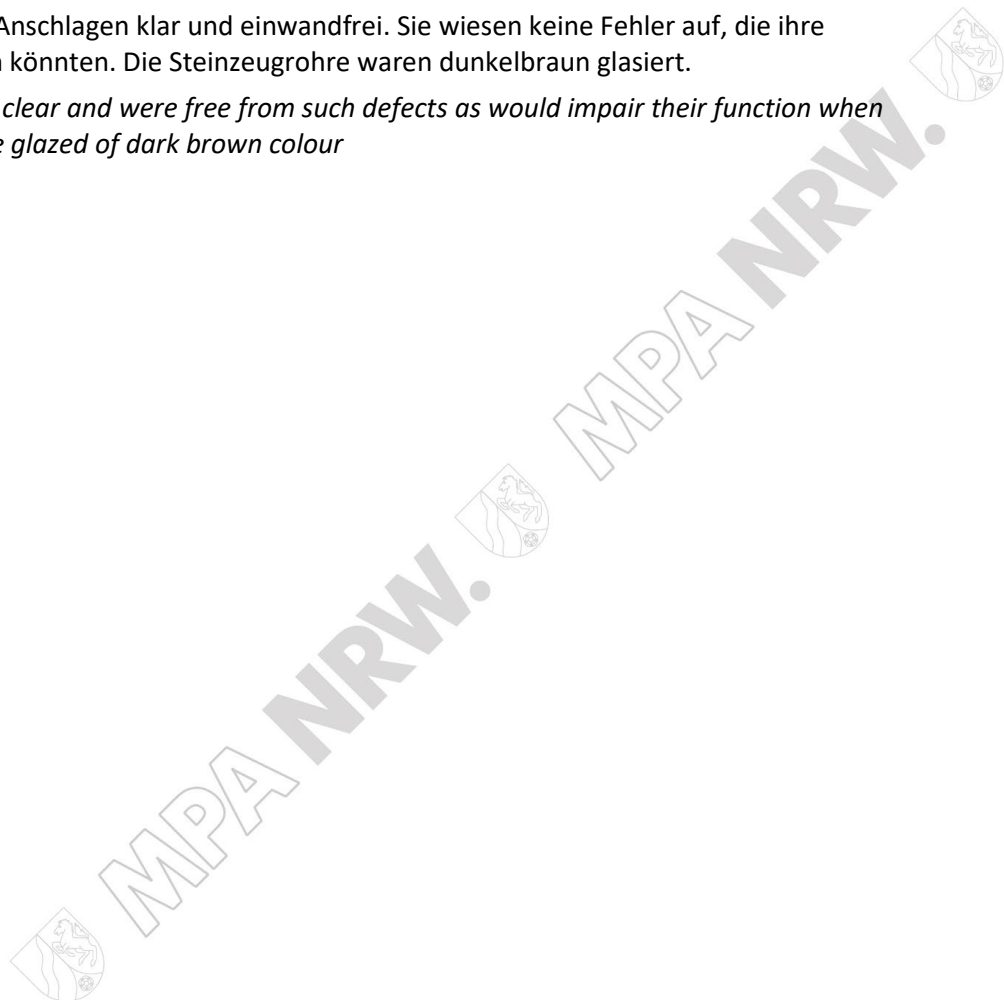 Anschlagen klar und einwandfrei. Sie wiesen keine Fehler auf, die ihre
könnten. Die Steinzeugrohre waren dunkelbraun glasiert.
clear and were free from such defects as would impair their function when
glazed of dark brown colour
MPA NRW.
MPA NRW.